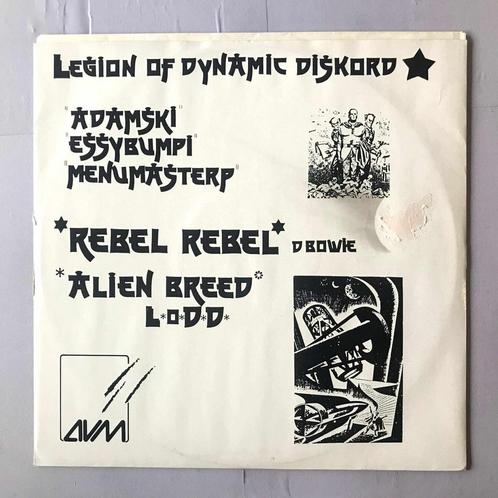 LEGION OF DYNAMIC DISKORD ★
"ADAMSKI"
"ESSYBUMPI"
"MENUMASTERP"
*REBEL REBEL* D BOWIE
*ALIEN BREED*
L*O*D*D*
AVM